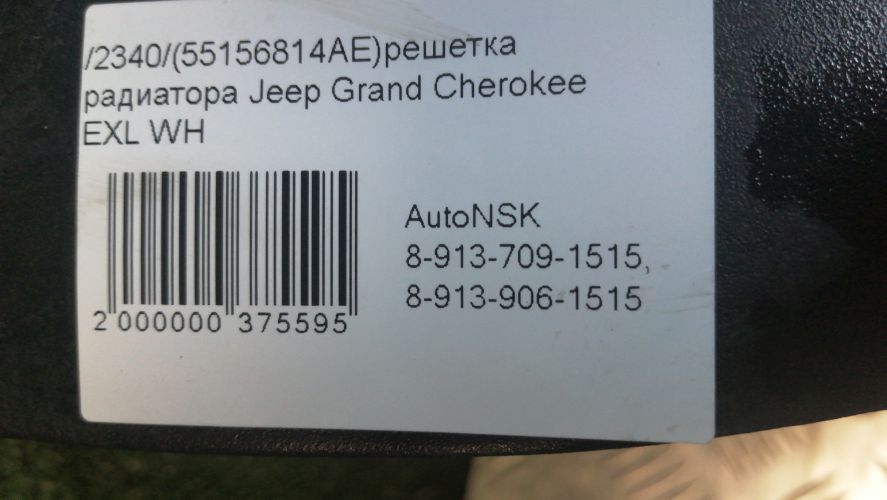 /2340/(55156814AE)решетка
радиатора Jeep Grand Cherokee
EXL WH
AutoNSK
8-913-709-1515,
8-913-906-1515
2 000000 375595